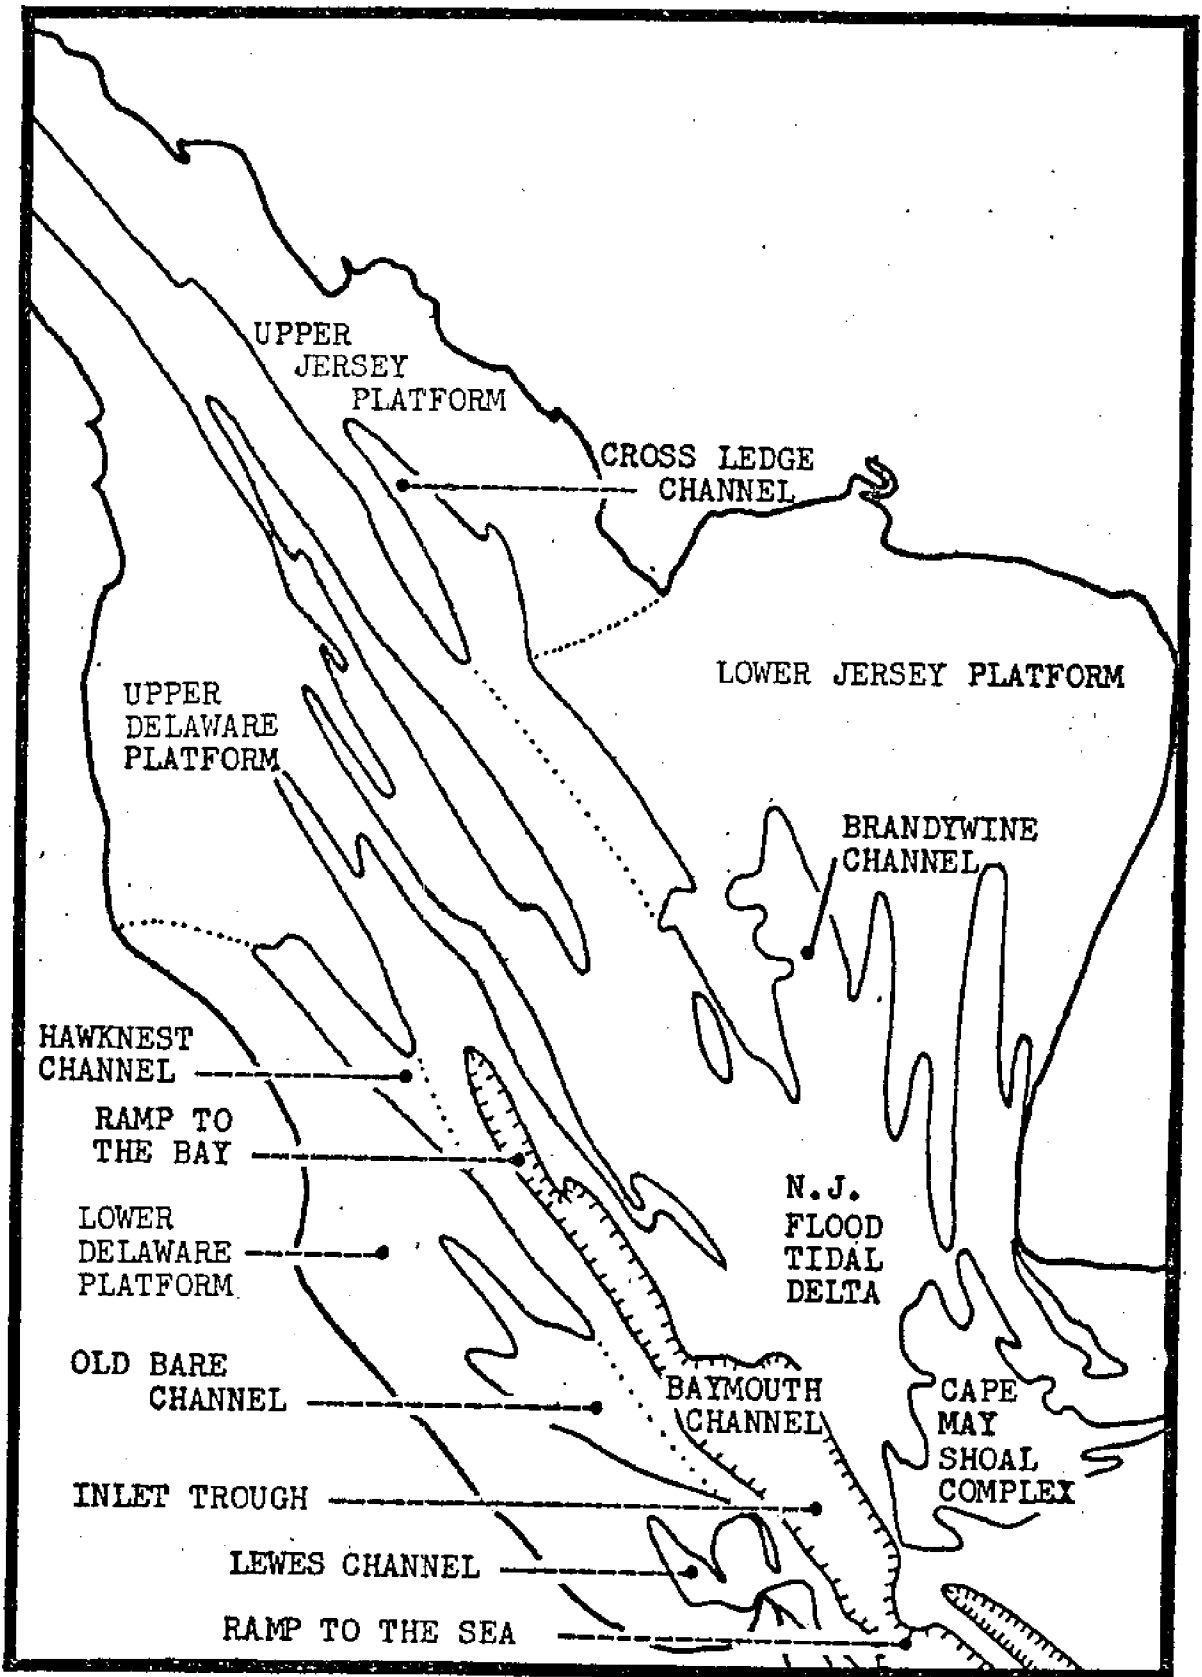 UPPER
JERSEY
PLATFORM
CROSS LEDGE
CHANNEL
LOWER JERSEY PLATFORM
UPPER
DELAWARE
PLATFORM
BRANDYWINE
CHANNEL
HAWKNEST
CHANNEL
RAMP TO
THE BAY
N.J.
FLOOD
TIDAL
DELTA
LOWER
DELAWARE
PLATFORM
OLD BARE
CHANNEL
BAYMOUTH
CHANNEL
CAPE
MAY
SHOAL
COMPLEX
INLET TROUGH
LEWES CHANNEL
RAMP TO THE SEA